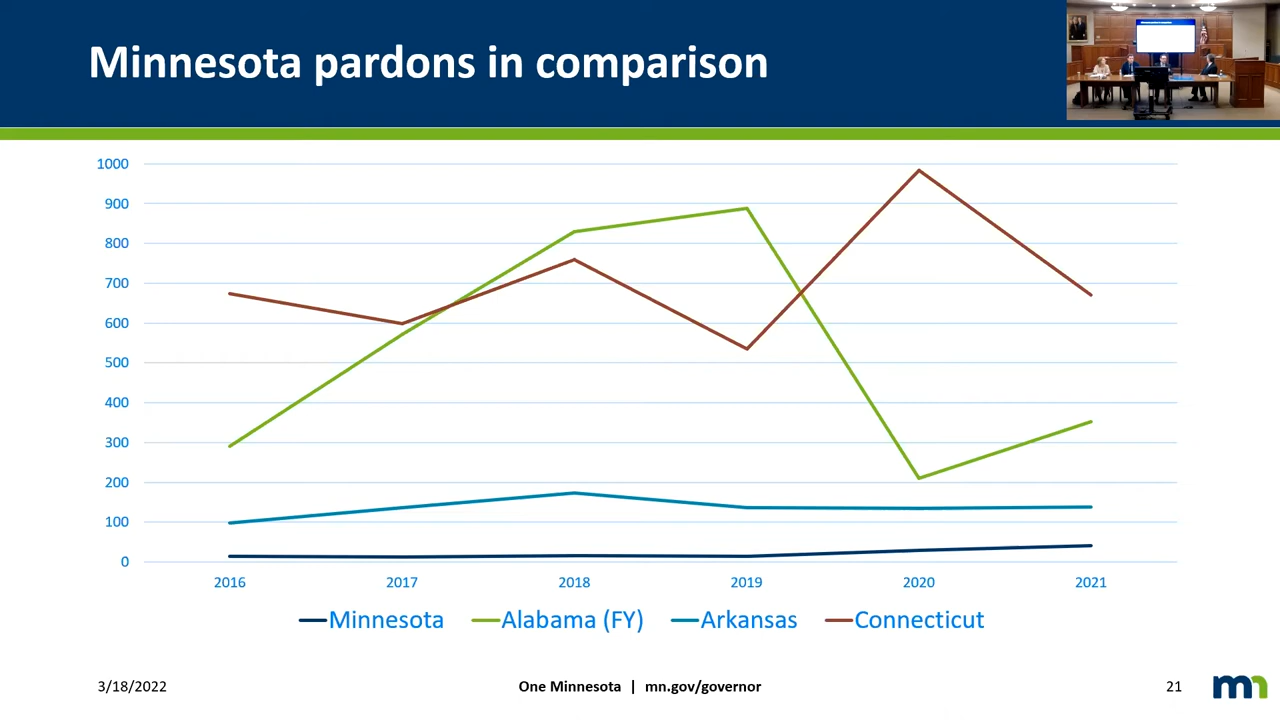 Minnesota pardons in comparison
1000
900
800
700
600
500
400
300
200
100
0
2016 2017 2018 2019 2020 2021
Minnesota Alabama (FY) Arkansas Connecticut
3/18/2022 One Minnesota | mn.gov/governor 21
mn